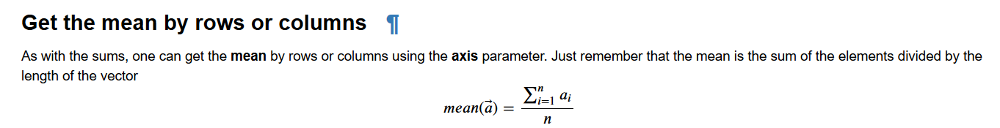 Get the mean by rows or columns ¶
As with the sums, one can get the mean by rows or columns using the axis parameter. Just remember that the mean is the sum of the elements divided by the
length of the vector
$$mean(\vec{a}) = \frac{\sum_{i=1}^{n} a_i}{n}$$